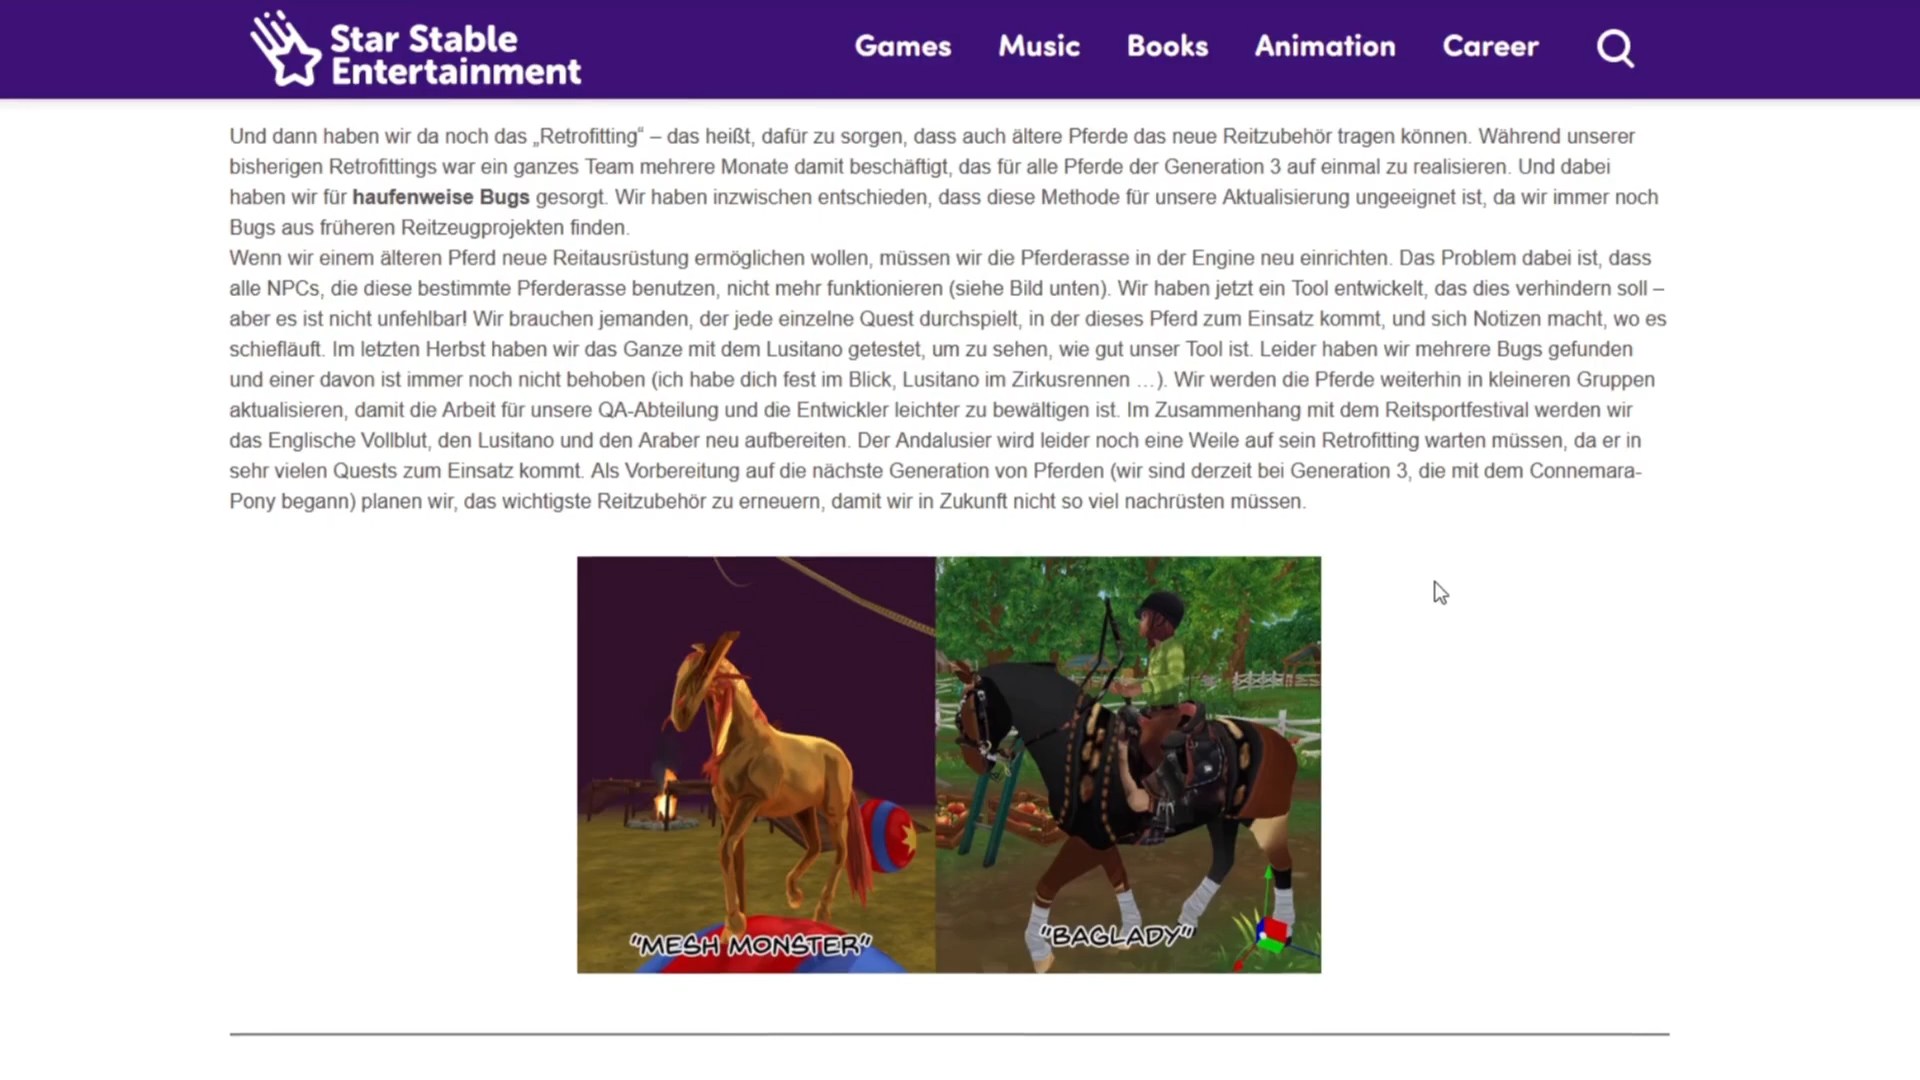 Star Stable
Entertainment
Games Music Books Animation Career
Und dann haben wir da noch das „Retrofitting“ – das heißt, dafür zu sorgen, dass auch ältere Pferde das neue Reitzubehör tragen können. Während unserer
bisherigen Retrofittings war ein ganzes Team mehrere Monate damit beschäftigt, das für alle Pferde der Generation 3 auf einmal zu realisieren. Und dabei
haben wir für haufenweise Bugs gesorgt. Wir haben inzwischen entschieden, dass diese Methode für unsere Aktualisierung ungeeignet ist, da wir immer noch
Bugs aus früheren Reitzeugprojekten finden.
Wenn wir einem älteren Pferd neue Reitausrüstung ermöglichen wollen, müssen wir die Pferderasse in der Engine neu einrichten. Das Problem dabei ist, dass
alle NPCs, die diese bestimmte Pferderasse benutzen, nicht mehr funktionieren (siehe Bild unten). Wir haben jetzt ein Tool entwickelt, das dies verhindern soll –
aber es ist nicht unfehlbar! Wir brauchen jemanden, der jede einzelne Quest durchspielt, in der dieses Pferd zum Einsatz kommt, und sich Notizen macht, wo es
schiefläuft. Im letzten Herbst haben wir das Ganze mit dem Lusitano getestet, um zu sehen, wie gut unser Tool ist. Leider haben wir mehrere Bugs gefunden
und einer davon ist immer noch nicht behoben (ich habe dich fest im Blick, Lusitano im Zirkusrennen …). Wir werden die Pferde weiterhin in kleineren Gruppen
aktualisieren, damit die Arbeit für unsere QA-Abteilung und die Entwickler leichter zu bewältigen ist. Im Zusammenhang mit dem Reitsportfestival werden wir
das Englische Vollblut, den Lusitano und den Araber neu aufbereiten. Der Andalusier wird leider noch eine Weile auf sein Retrofitting warten müssen, da er in
sehr vielen Quests zum Einsatz kommt. Als Vorbereitung auf die nächste Generation von Pferden (wir sind derzeit bei Generation 3, die mit dem Connemara-
Pony begann) planen wir, das wichtigste Reitzubehör zu erneuern, damit wir in Zukunft nicht so viel nachrüsten müssen.
"MESH MONSTER"
"BAGLADY"